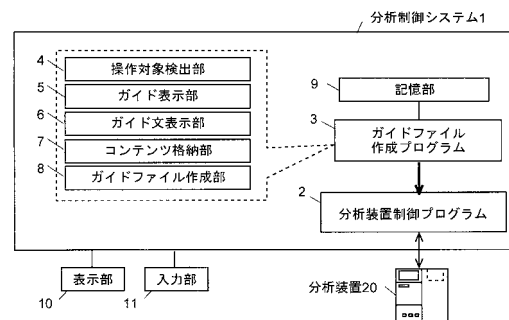 分析制御システム1
4
操作対象検出部
5
ガイド表示部
6
ガイド文表示部
7
コンテンツ格納部
8
ガイドファイル作成部
9
記憶部
3
ガイドファイル
作成プログラム
2
分析装置制御プログラム
表示部
10
入力部
11
分析装置20